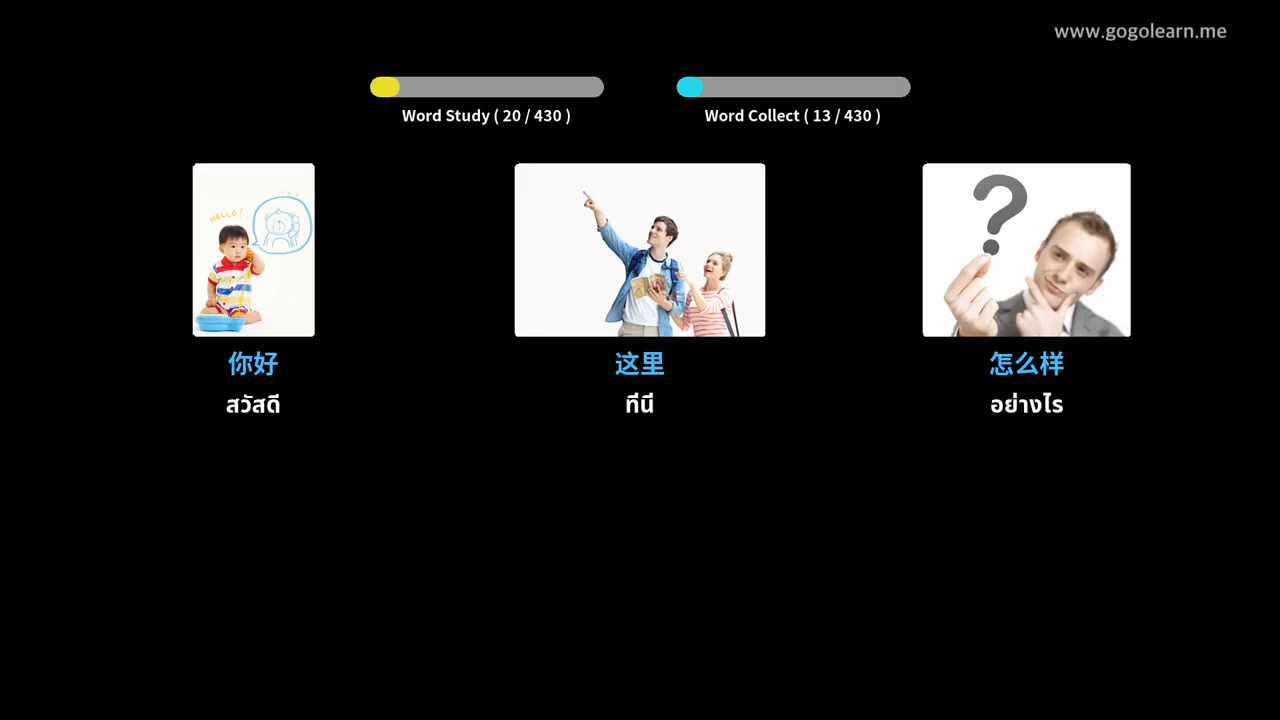 www.gogolearn.me
Word Study ( 20 / 430 )
Word Collect ( 13 / 430 )
HELLO?
你好
这里
怎么样
สวัสดี
ที่นี่
อย่างไร